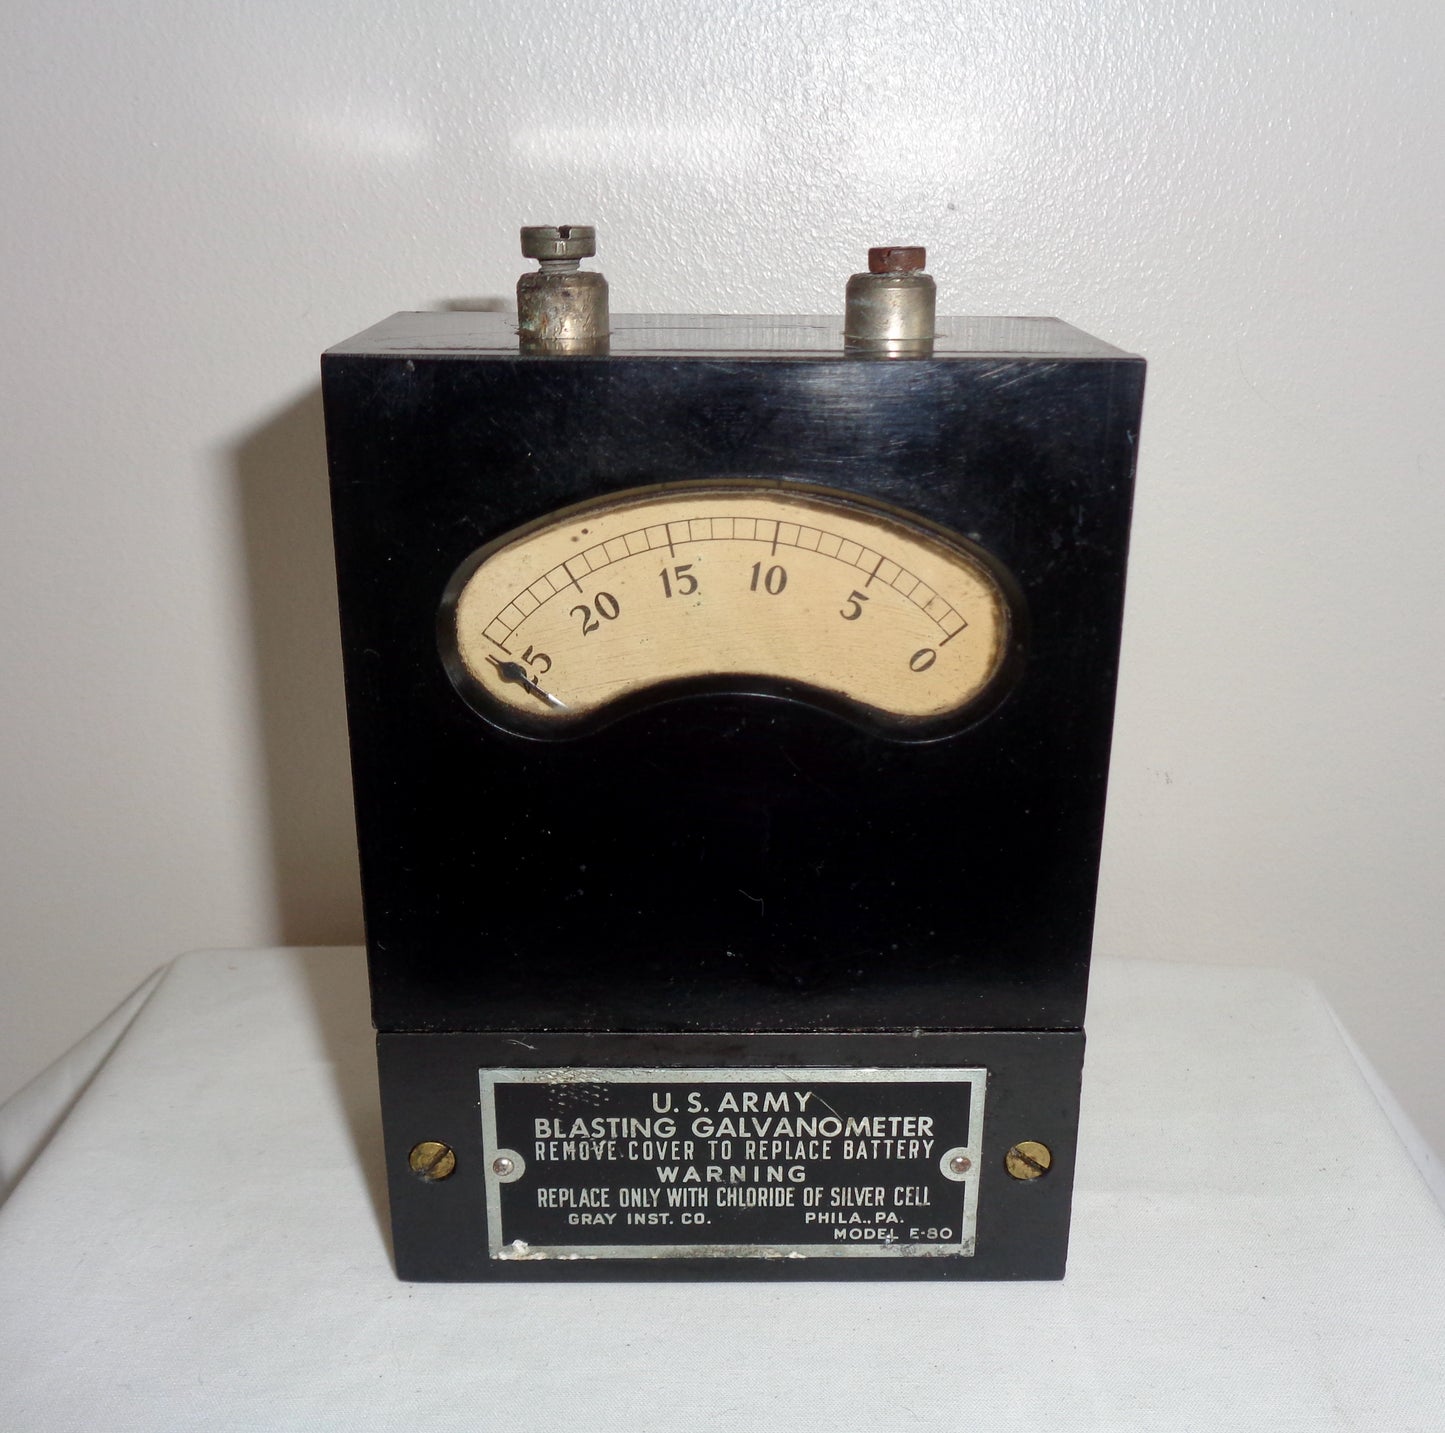 25 20 15 10 5 0
U.S. ARMY
BLASTING GALVANOMETER
REMOVE COVER TO REPLACE BATTERY
WARNING
REPLACE ONLY WITH CHLORIDE OF SILVER CELL
GRAY INST. CO. PHILA., PA.
MODEL E-80